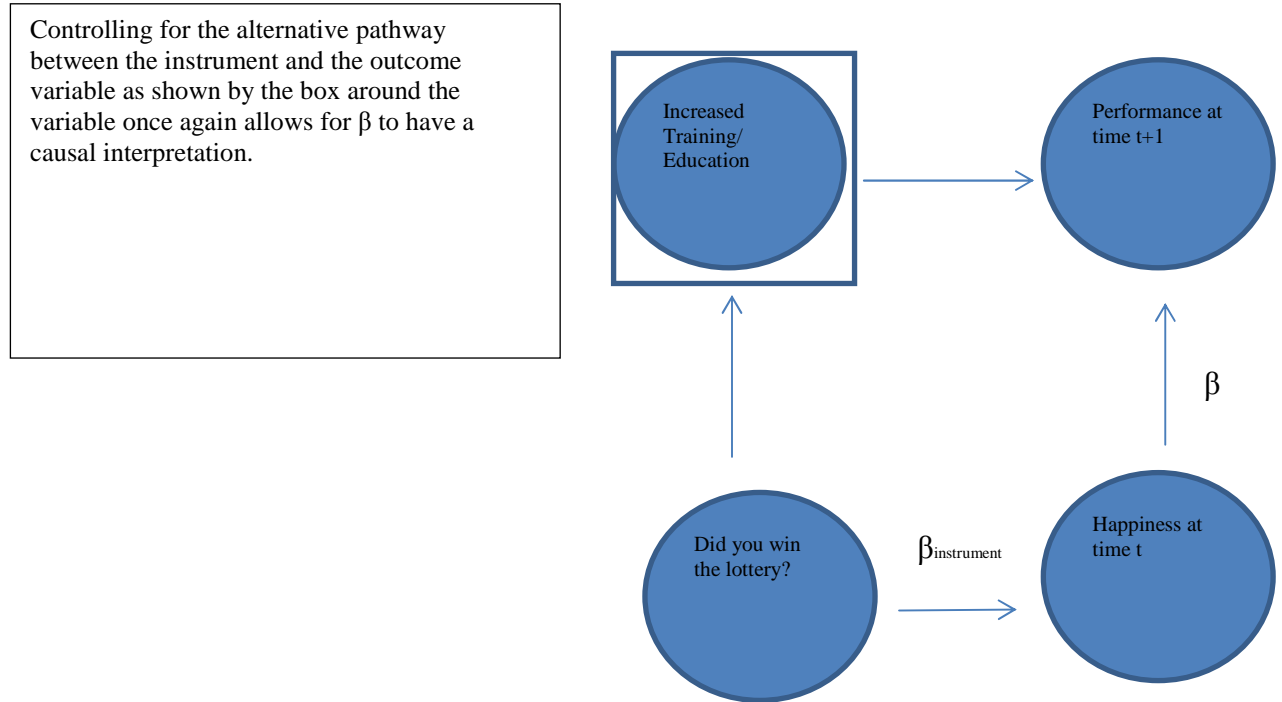 Controlling for the alternative pathway
between the instrument and the outcome
variable as shown by the box around the
variable once again allows for β to have a
causal interpretation.
Increased
Training/
Education
Performance at
time t+1
β
Did you win
the lottery?
βinstrument
Happiness at
time t